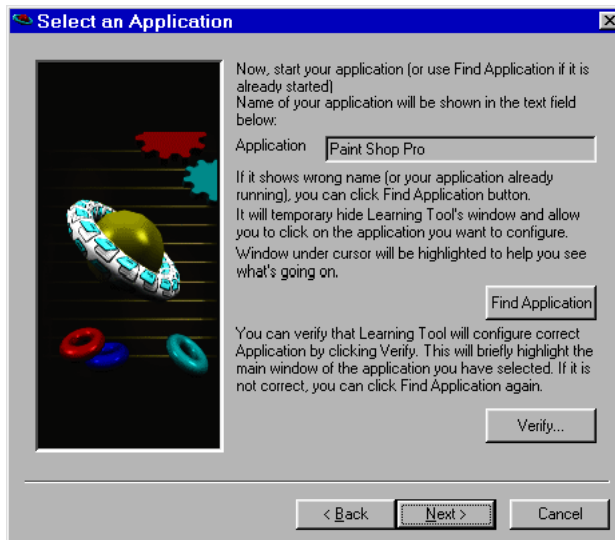 Select an Application
Now, start your application (or use Find Application if it is
already started)
Name of your application will be shown in the text field
below:
Application
Paint Shop Pro
If it shows wrong name (or your application already
running), you can click Find Application button.
It will temporary hide Learning Tool's window and allow
you to click on the application you want to configure.
Window under cursor will be highlighted to help you see
what's going on.
Find Application
You can verify that Learning Tool will configure correct
Application by clicking Verify. This will briefly highlight the
main window of the application you have selected. If it
is not correct, you can click Find Application again.
Verify...
< Back
Next >
Cancel